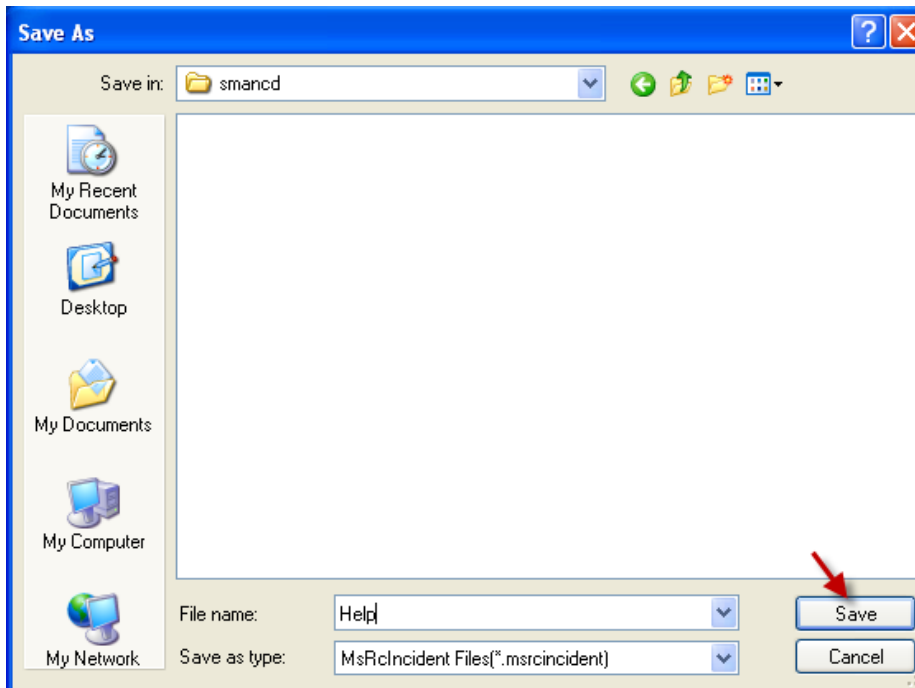 Save As
Save in:
smancd
My Recent
Documents
Desktop
My Documents
My Computer
My Network
File name:
Help
Save
Save as type:
MsRcIncident Files(*.msrcincident)
Cancel